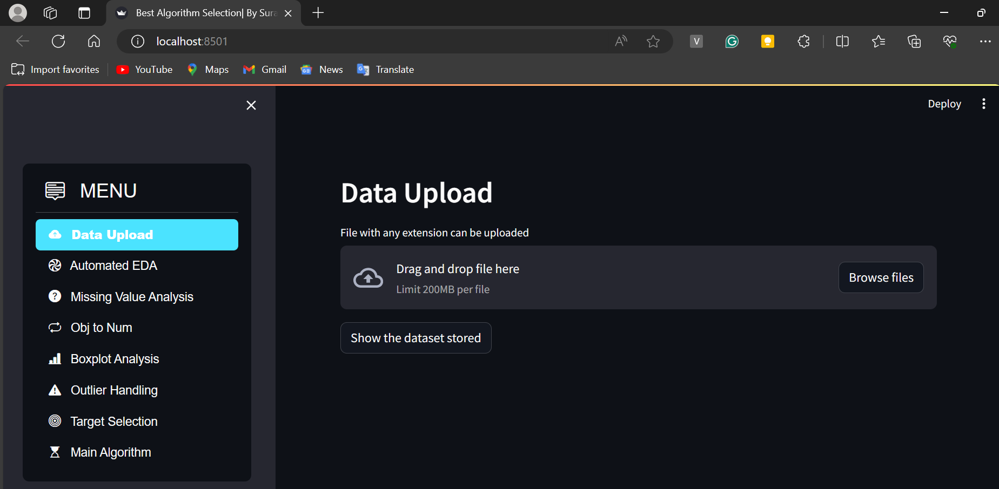 Best Algorithm Selection| By Sura
localhost:8501
A
V
G
Import favorites YouTube Maps Gmail News Translate
Deploy
MENU
Data Upload
Automated EDA
Missing Value Analysis
Obj to Num
Boxplot Analysis
Outlier Handling
Target Selection
Main Algorithm
Data Upload
File with any extension can be uploaded
Drag and drop file here
Limit 200MB per file
Browse files
Show the dataset stored